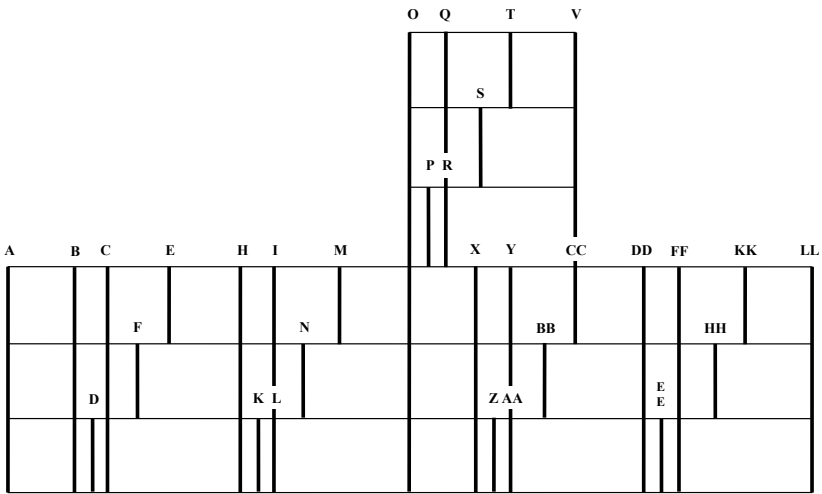 O Q T V
S
P R
A B C E H I M X Y CC DD FF KK LL
F N BB HH
D K L Z AA E
E